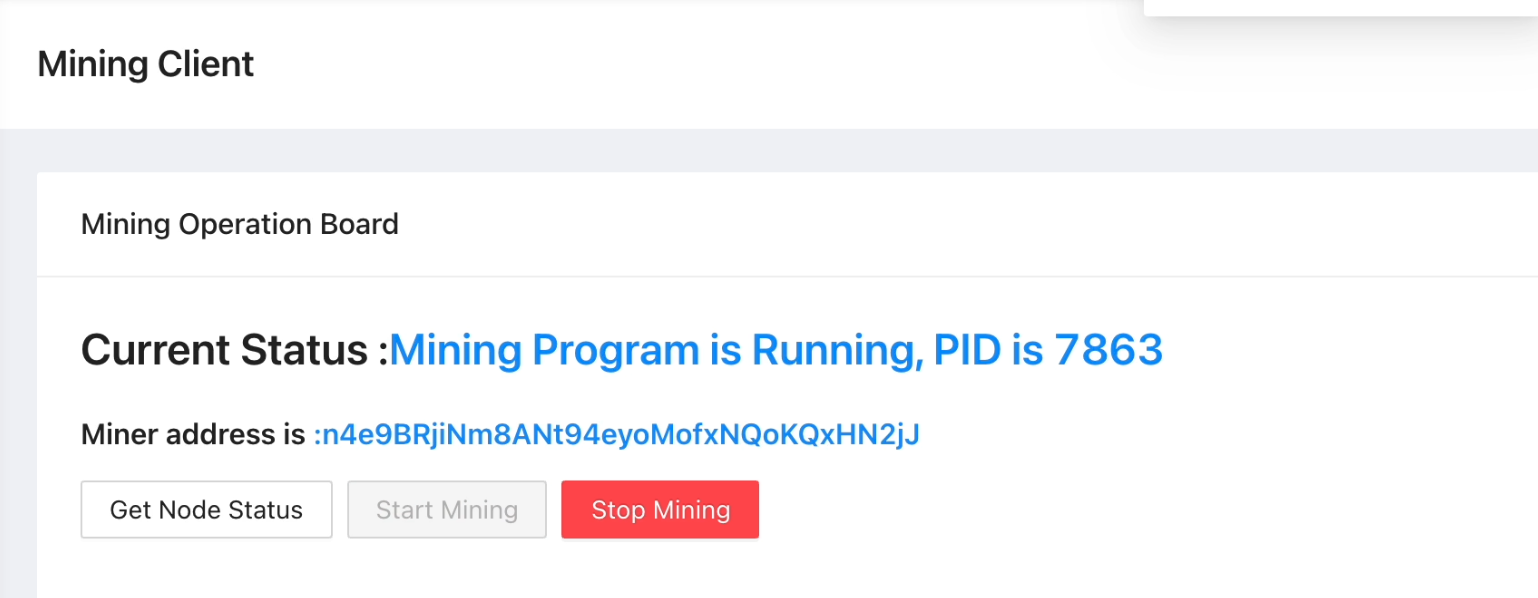 Mining Client
Mining Operation Board
Current Status :Mining Program is Running, PID is 7863
Miner address is :n4e9BRjiNm8ANt94eyoMofxNQoKQxHN2jJ
Get Node Status
Start Mining
Stop Mining